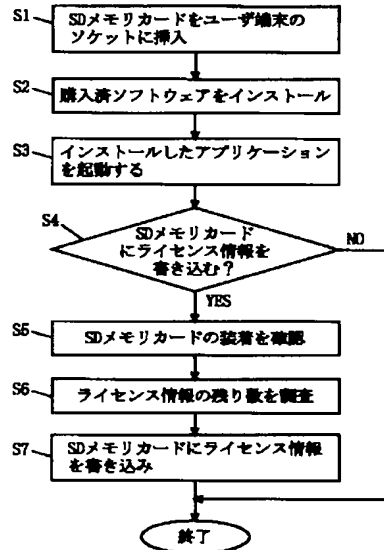 S1
SDメモリカードをユーザ端末の
ソケットに挿入
S2
購入済ソフトウェアをインストール
S3
インストールしたアプリケーション
を起動する
S4
SDメモリカード
にライセンス情報を
書き込む？
NO
YES
S5
SDメモリカードの装着を確認
S6
ライセンス情報の残り数を調査
S7
SDメモリカードにライセンス情報
を書き込み
終了